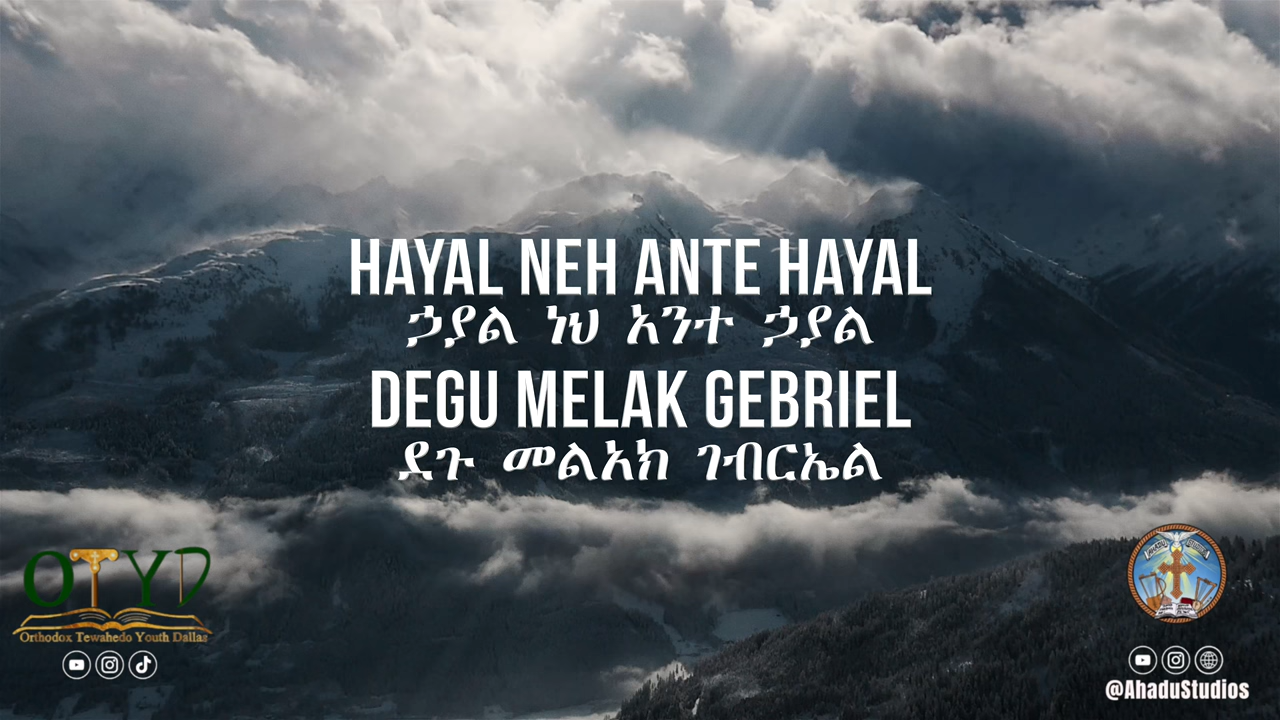 HAYAL NEH ANTE HAYAL
ኃያል ነህ አንተ ኃያል
DEGU MELAK GEBRIEL
ደጉ መልአክ ገብርኤል
OTYD
Orthodox Tewahedo Youth Dallas
@AhaduStudios